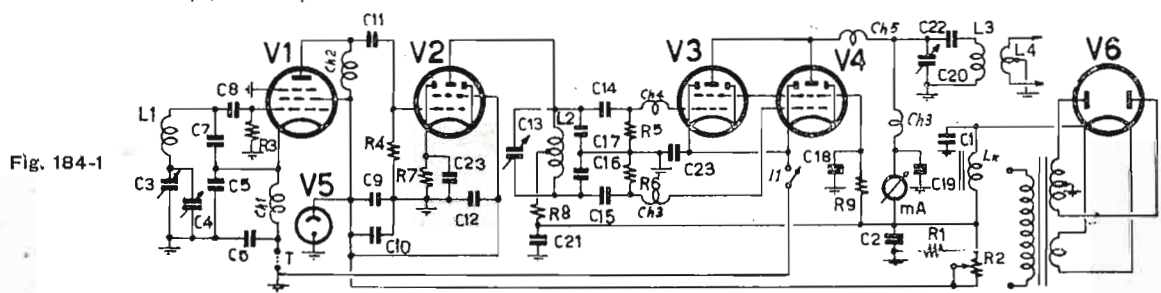 Fig. 184-1
C11
V1
Ch2
V2
V3
V4
Ch5
C22
L3
L4
V6
C8
L1
C7
R3
C20
C14
Ch4
C13
L2
C17
R5
Ch3
C1
R4
C3
C5
C4
Ch1
V5
R7
C23
C16
C23
I1
C18
C19
Lx
R6
C9
C12
C15
Ch3
R9
mA
R8
C6
T
C10
C21
C2
R1
R2